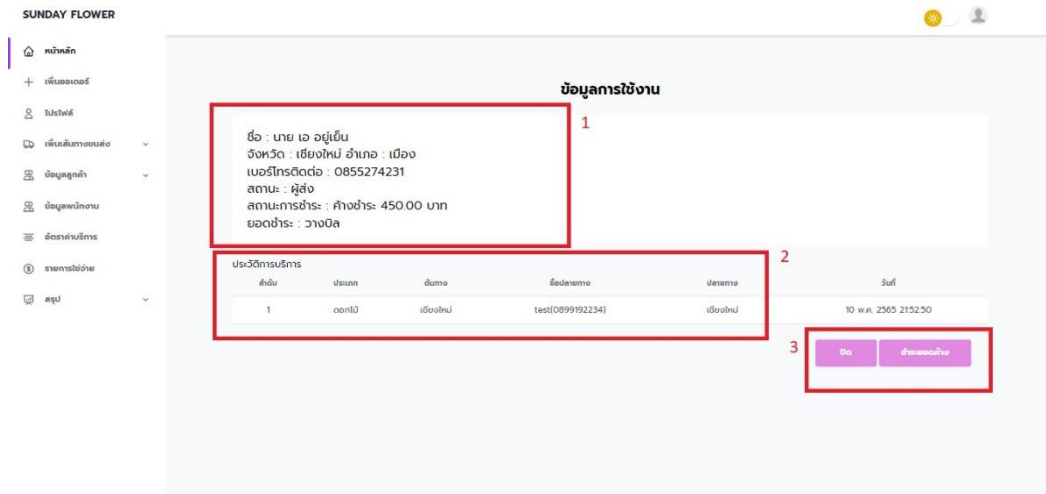 SUNDAY FLOWER
หน้าหลัก
เพิ่มออเดอร์
โปรไฟล์
เพิ่มเส้นทางขนส่ง
ข้อมูลลูกค้า
ข้อมูลพนักงาน
อัตราค่าบริการ
รายการใช้จ่าย
สรุป
ข้อมูลการใช้งาน
1
ชื่อ : นาย เอ อยู่เย็น
จังหวัด : เชียงใหม่ อำเภอ : เมือง
เบอร์โทรติดต่อ : 0855274231
สถานะ : ผู้ส่ง
สถานะการชำระ : ค้างชำระ 450.00 บาท
ยอดชำระ : วางบิล
2
ประวัติการบริการ
ลำดับ ประเภท ต้นทาง ชื่อปลายทาง ปลายทาง วันที่
1 ดอกไม้ เชียงใหม่ test(0899192234) เชียงใหม่ 10 พ.ค. 2565 21:52:50
3
ปิด ชำระยอดค้าง